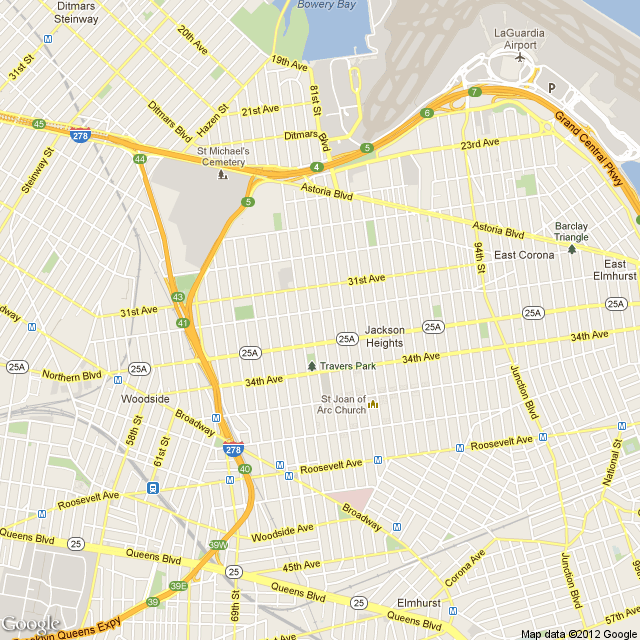 Bowery Bay
Ditmars
Steinway
20th Ave
LaGuardia
Airport
19th Ave
31st St
81st St
P
7
Hazen St
21st Ave
6
Ditmars Blvd
Grand Central Pkwy
45
278
Ditmars Blvd
5
23rd Ave
44
St Michael's
Cemetery
4
Steinway St
Astoria Blvd
5
Astoria Blvd
Barclay
Triangle
94th St
East Corona
East
Elmhurst
31st Ave
43
31st Ave
25A
25A
41
25A
Jackson
Heights
34th Ave
25A
25A
34th Ave
Travers Park
25A
Northern Blvd
34th Ave
Woodside
St Joan of
Arc Church
Junction Blvd
Broadway
58th St
61st St
278
Roosevelt Ave
National St
40
Roosevelt Ave
Roosevelt Ave
Broadway
Woodside Ave
Queens Blvd
25
39W
Queens Blvd
45th Ave
Corona Ave
Junction Blvd
25
39E
Queens Blvd
39
69th St
25
Elmhurst
57th Ave
Queens Expy
Google
Map data ©2012 Google